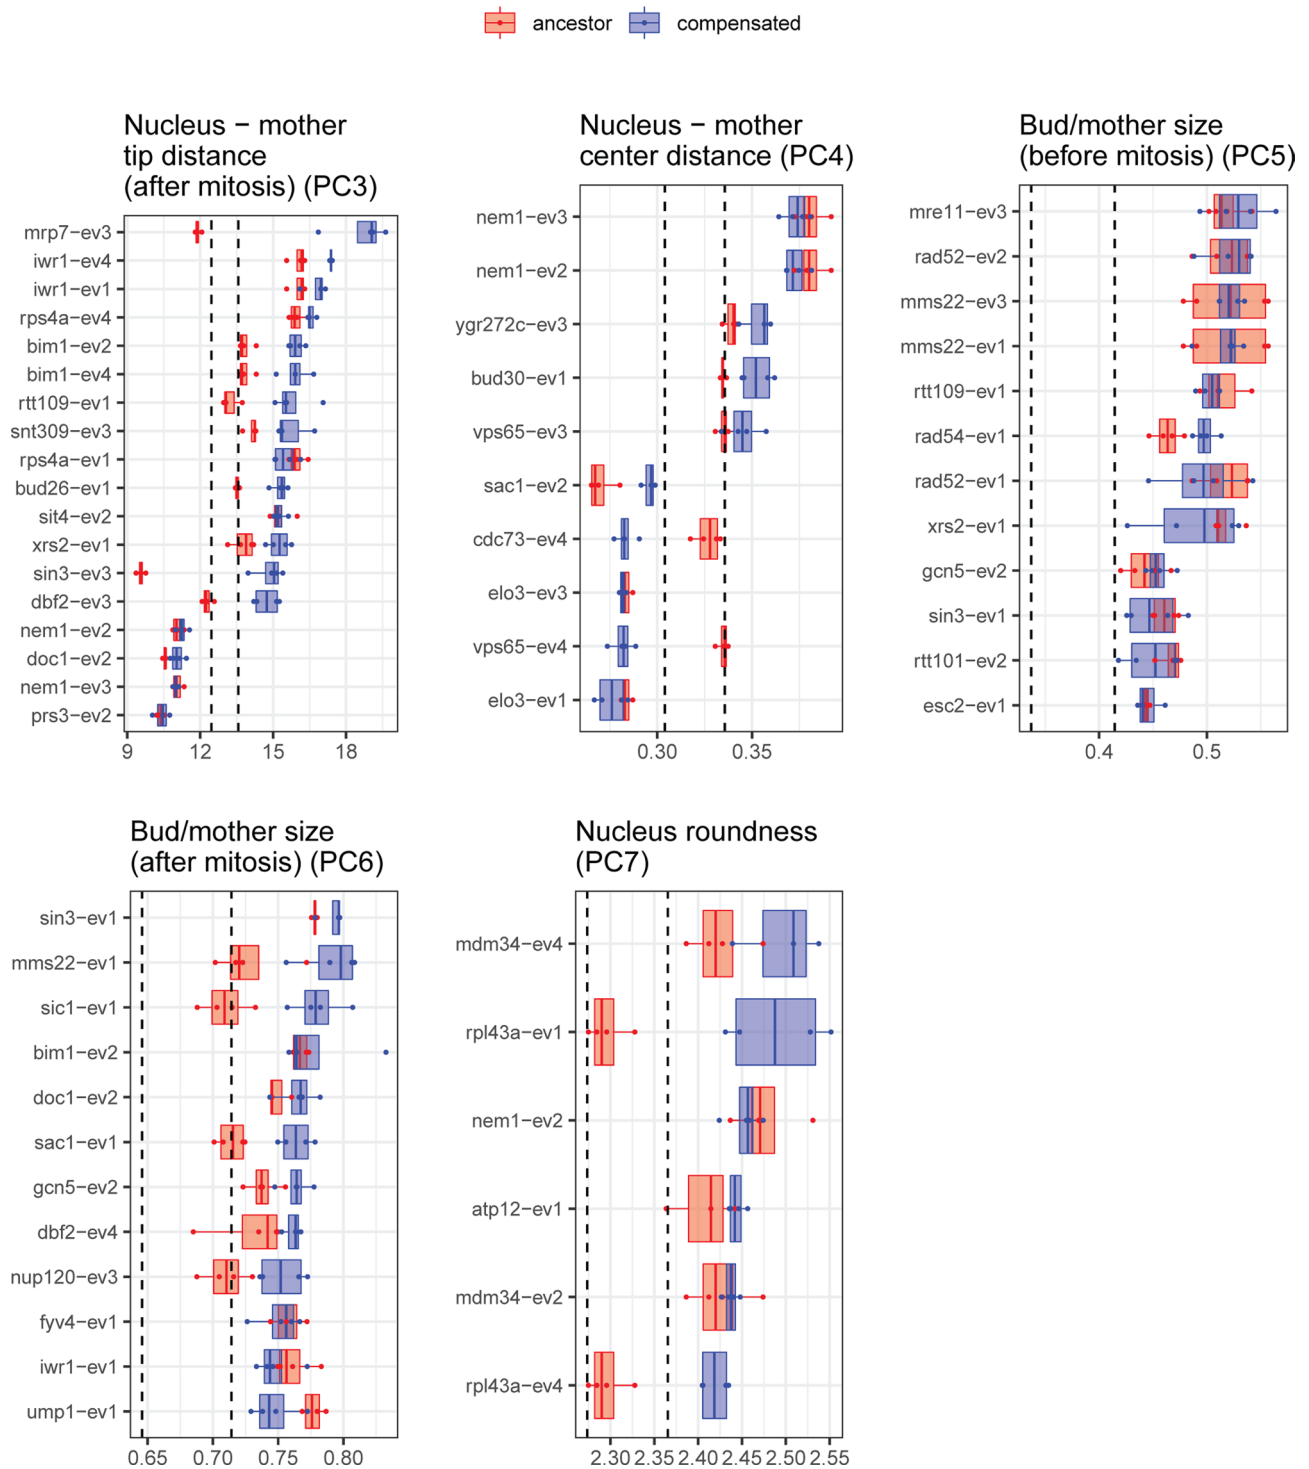 ancestor compensated
Nucleus − mother
tip distance
(after mitosis) (PC3)
mrp7−ev3
iwr1−ev4
iwr1−ev1
rps4a−ev4
bim1−ev2
bim1−ev4
rtt109−ev1
snt309−ev3
rps4a−ev1
bud26−ev1
sit4−ev2
xrs2−ev1
sin3−ev3
dbf2−ev3
nem1−ev2
doc1−ev2
nem1−ev3
prs3−ev2
9 12 15 18
Nucleus − mother
center distance (PC4)
nem1−ev3
nem1−ev2
ygr272c−ev3
bud30−ev1
vps65−ev3
sac1−ev2
cdc73−ev4
elo3−ev3
vps65−ev4
elo3−ev1
0.30 0.35
Bud/mother size
(before mitosis) (PC5)
mre11−ev3
rad52−ev2
mms22−ev3
mms22−ev1
rtt109−ev1
rad54−ev1
rad52−ev1
xrs2−ev1
gcn5−ev2
sin3−ev1
rtt101−ev2
esc2−ev1
0.4 0.5
Bud/mother size
(after mitosis) (PC6)
sin3−ev1
mms22−ev1
sic1−ev1
bim1−ev2
doc1−ev2
sac1−ev1
gcn5−ev2
dbf2−ev4
nup120−ev3
fyv4−ev1
iwr1−ev1
ump1−ev1
0.65 0.70 0.75 0.80
Nucleus roundness
(PC7)
mdm34−ev4
rpl43a−ev1
nem1−ev2
atp12−ev1
mdm34−ev2
rpl43a−ev4
2.30 2.35 2.40 2.45 2.50 2.55